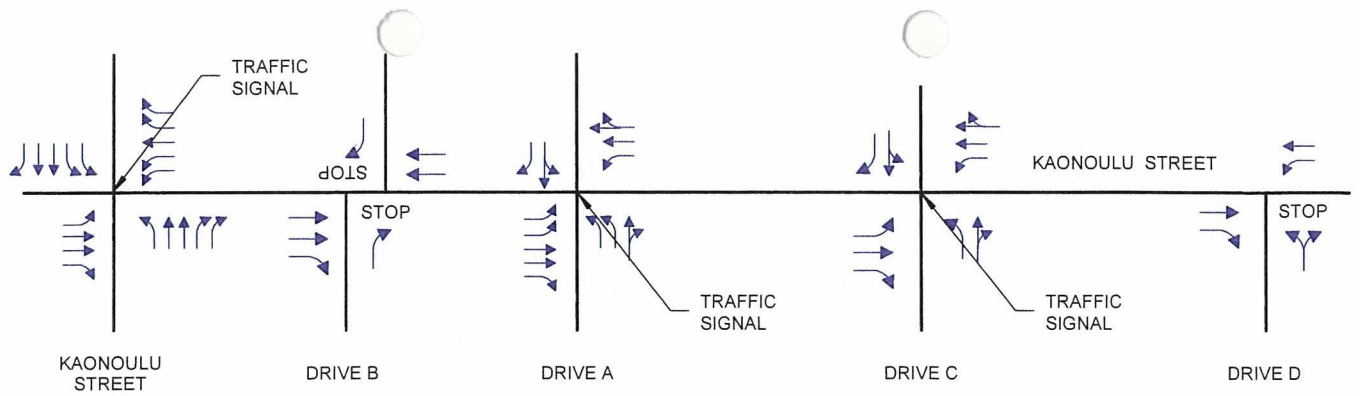 TRAFFIC
SIGNAL
STOP
STOP
KAONOULU STREET
STOP
TRAFFIC
SIGNAL
TRAFFIC
SIGNAL
KAONOULU
STREET
DRIVE B
DRIVE A
DRIVE C
DRIVE D